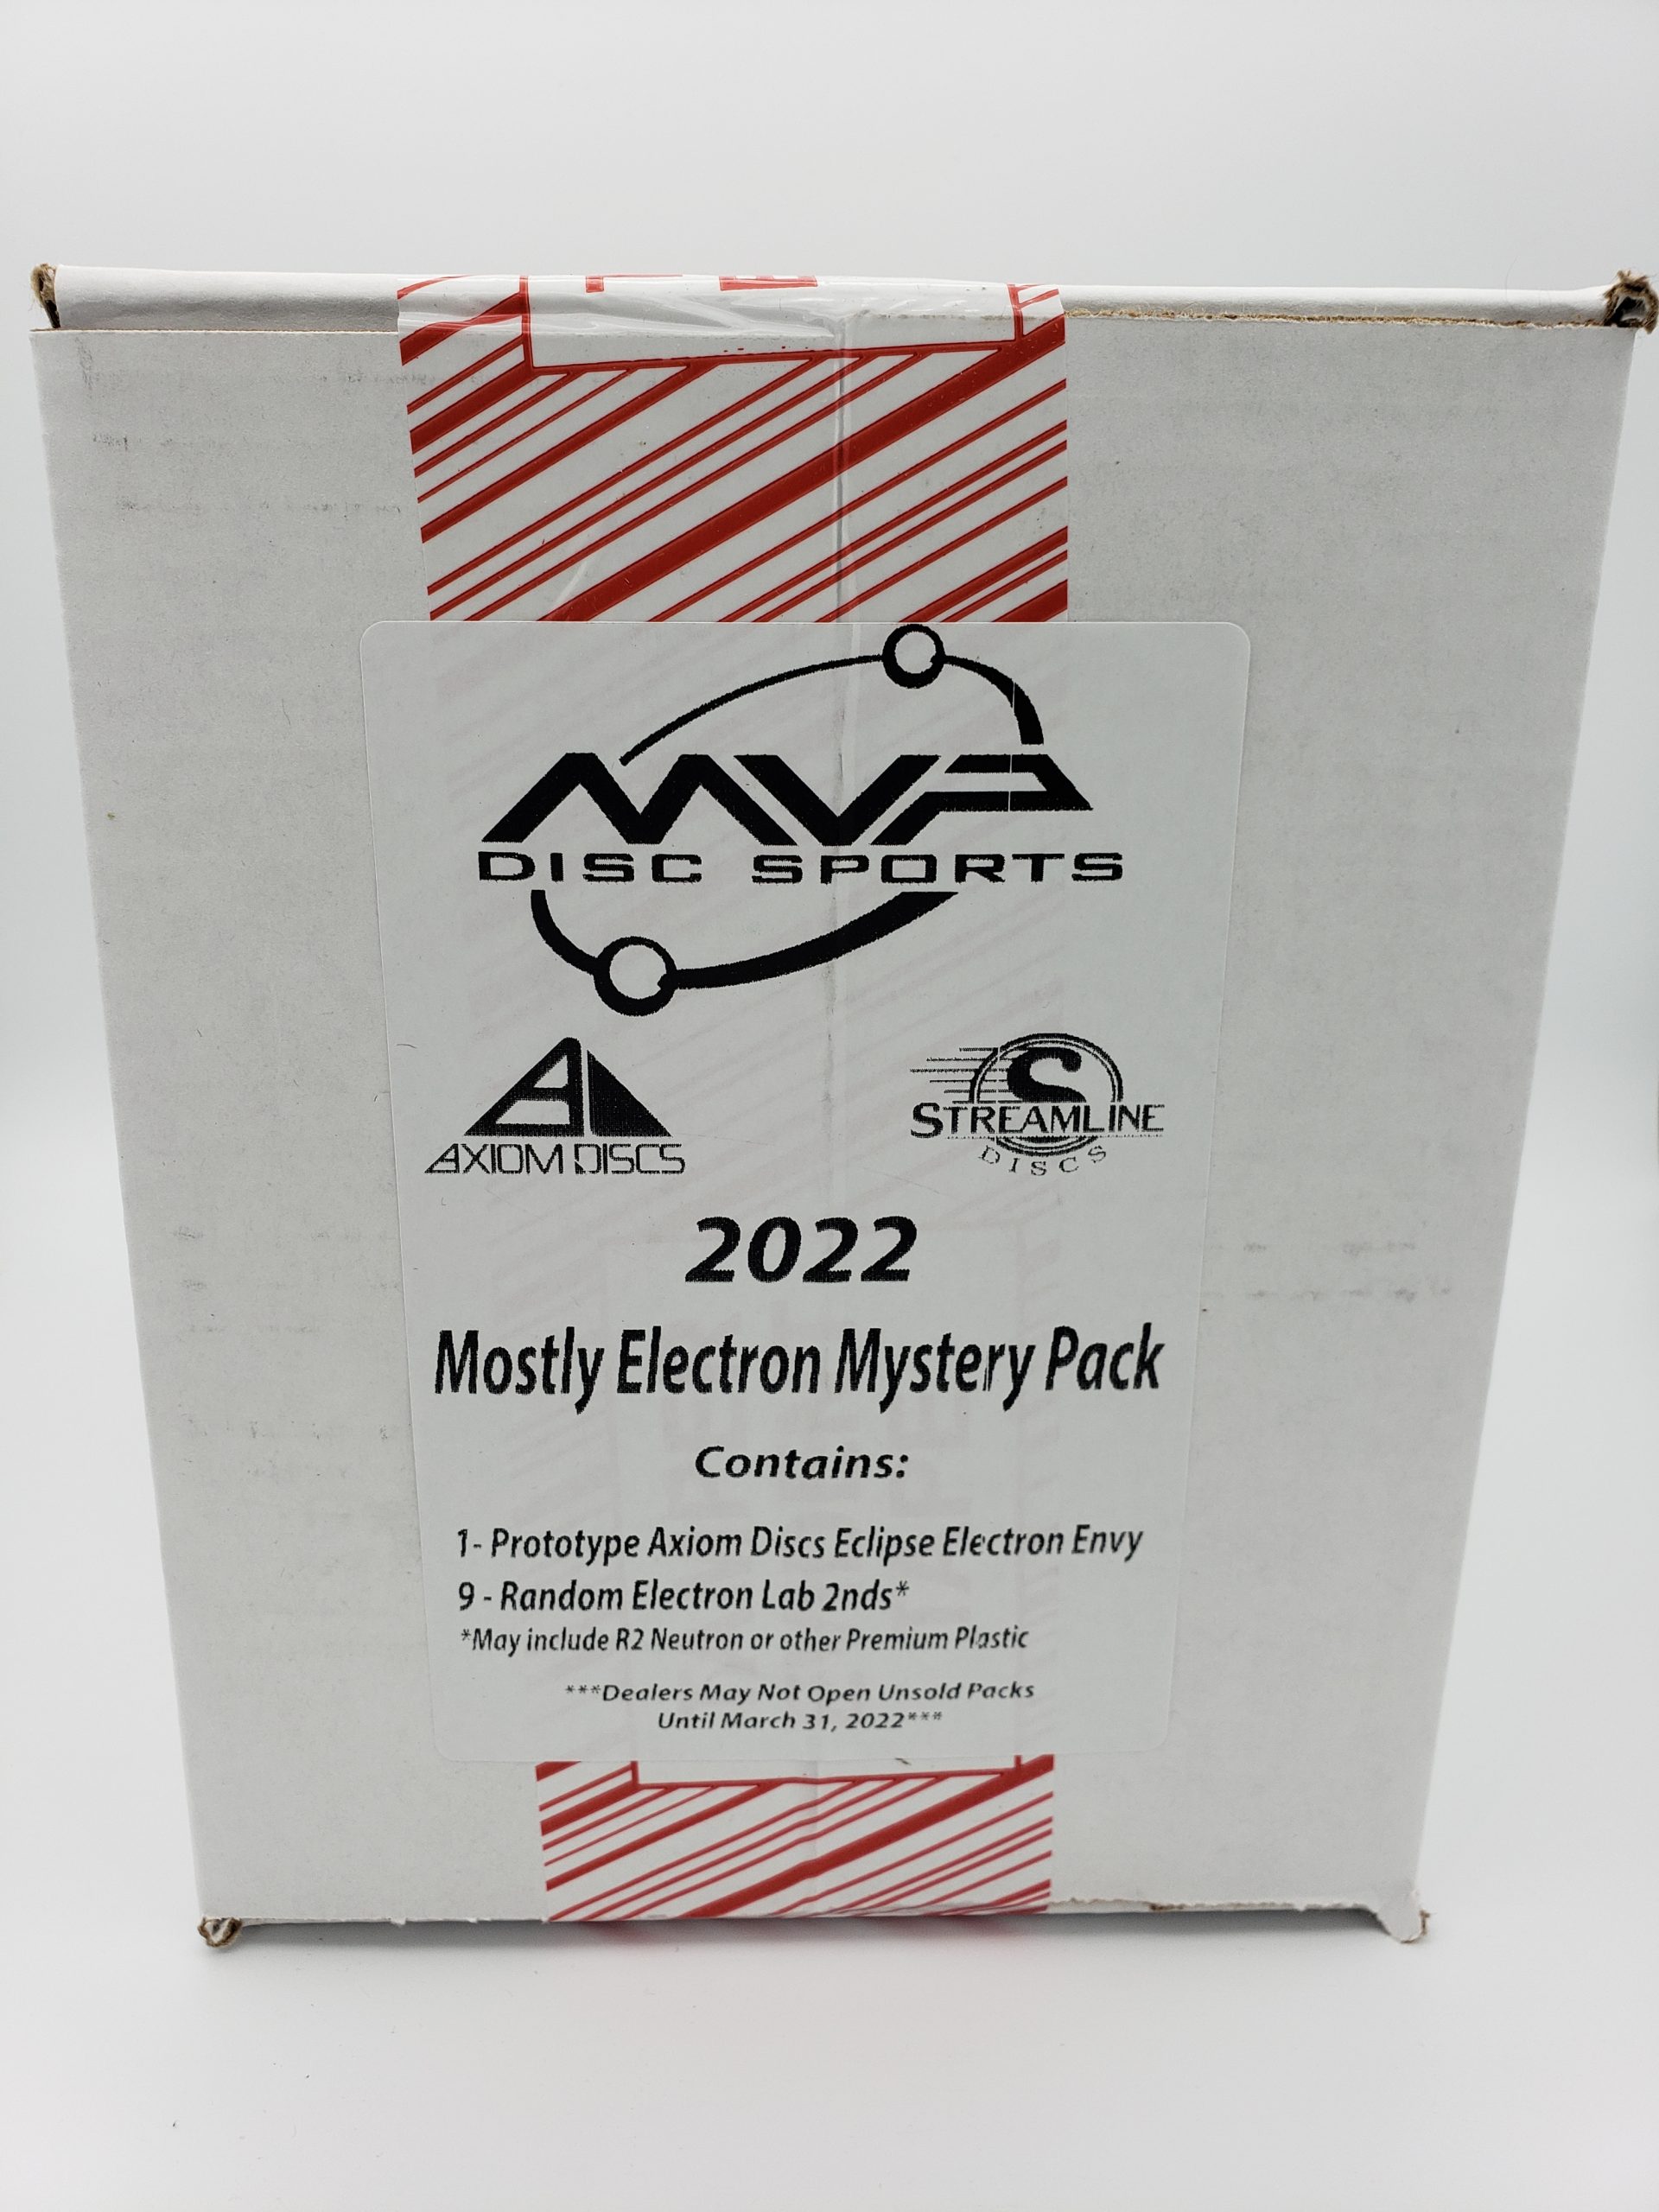 MVP
DISC SPORTS
AXIOM DISCS
S
STREAMLINE
DISCS
2022
Mostly Electron Mystery Pack
Contains:
1- Prototype Axiom Discs Eclipse Electron Envy
9 - Random Electron Lab 2nds*
*May include R2 Neutron or other Premium Plastic
***Dealers May Not Open Unsold Packs
Until March 31, 2022***